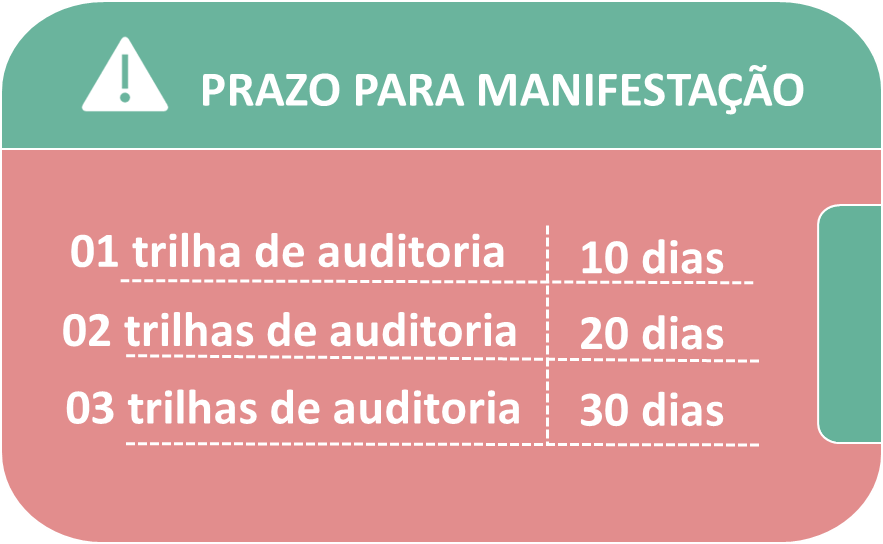 PRAZO PARA MANIFESTAÇÃO
01 trilha de auditoria 10 dias
02 trilhas de auditoria 20 dias
03 trilhas de auditoria 30 dias